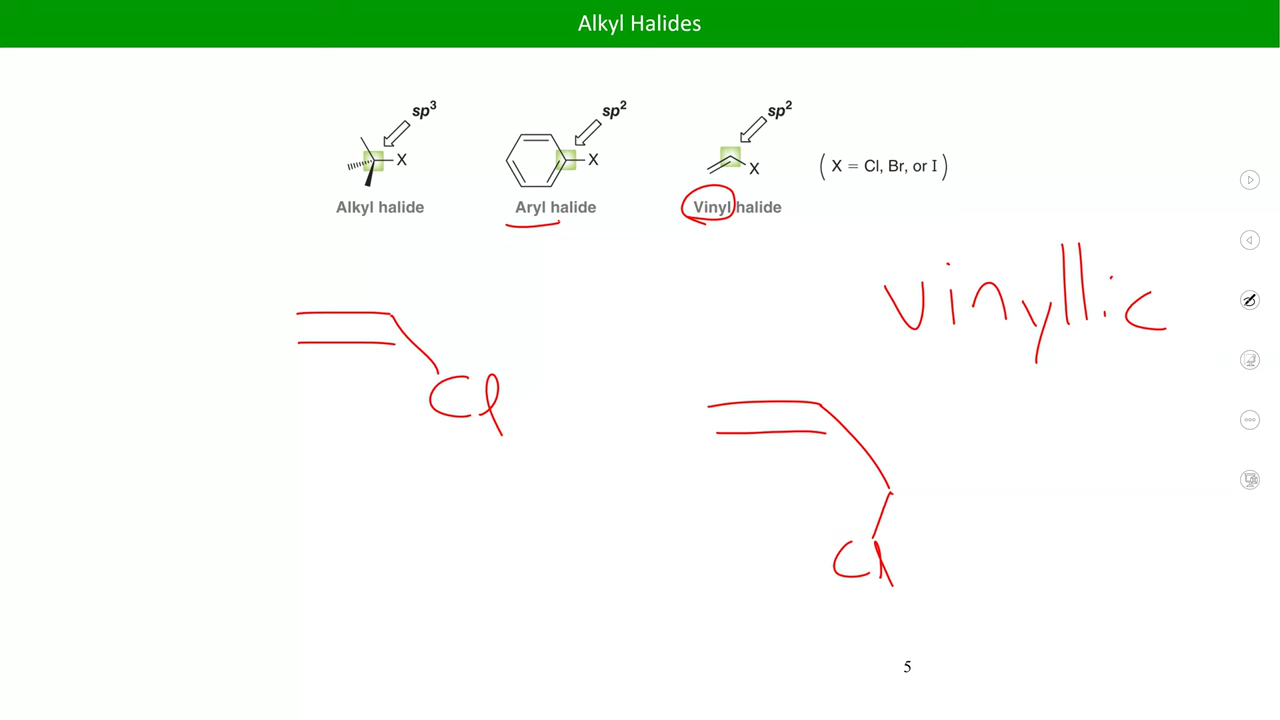 Alkyl Halides
sp3 sp2 sp2
X X X ( X = Cl, Br, or I )
Alkyl halide Aryl halide Vinyl halide
vinyllic
Cl
Cl
5